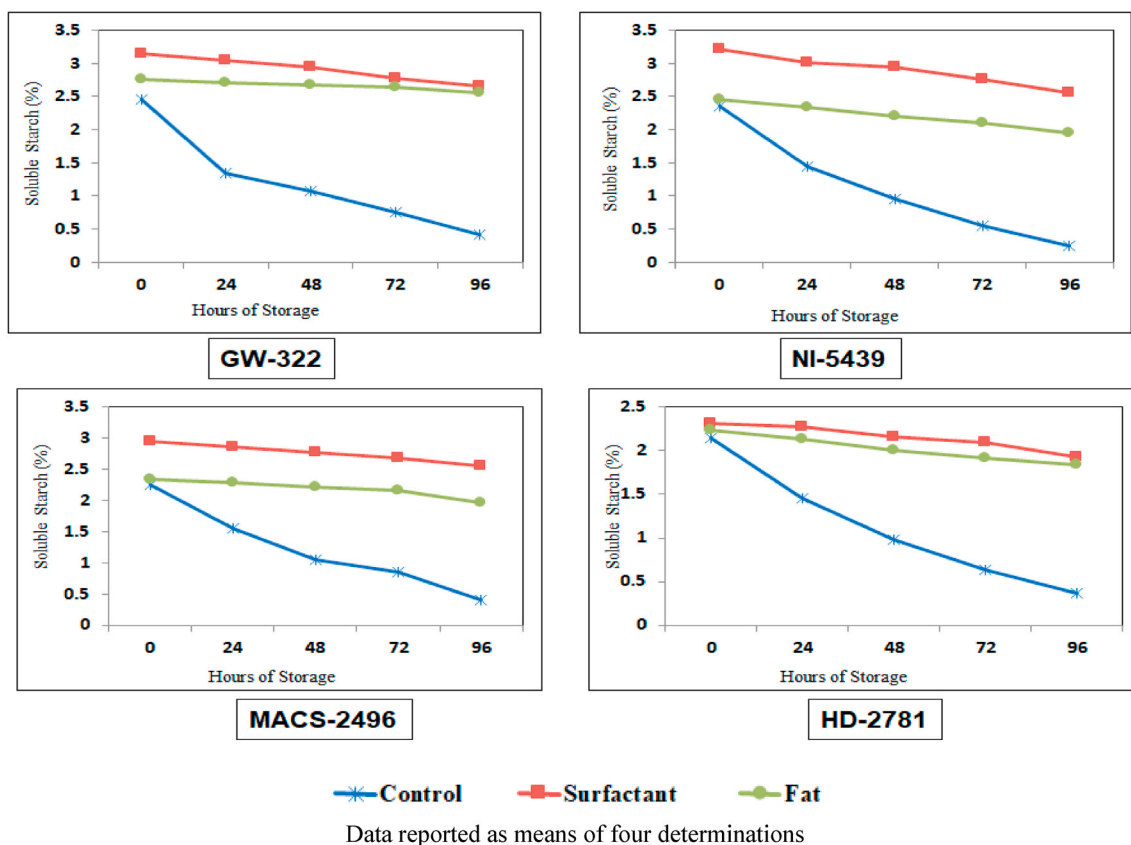 3.5
3
2.5
2
1.5
1
0.5
0
Soluble Starch (%)
0 24 48 72 96
Hours of Storage
GW-322
3.5
3
2.5
2
1.5
1
0.5
0
Soluble Starch (%)
0 24 48 72 96
Hours of Storage
NI-5439
3.5
3
2.5
2
1.5
1
0.5
0
Soluble Starch (%)
0 24 48 72 96
Hours of Storage
MACS-2496
2.5
2
1.5
1
0.5
0
Soluble Starch (%)
0 24 48 72 96
Hours of Storage
HD-2781
Control Surfactant Fat
Data reported as means of four determinations